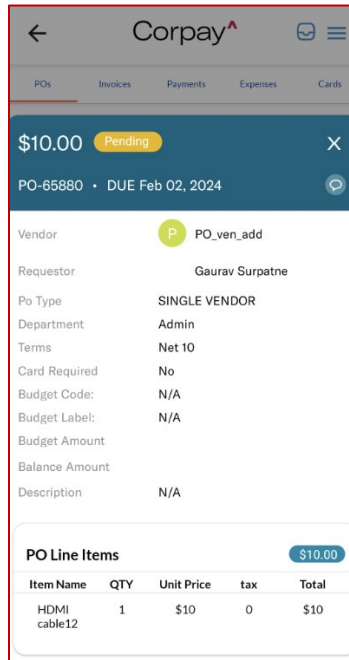 Corpay^
POs Invoices Payments Expenses Cards
$10.00 Pending X
PO-65880 • DUE Feb 02, 2024
Vendor P PO_ven_add
Requestor Gaurav Surpatne
Po Type SINGLE VENDOR
Department Admin
Terms Net 10
Card Required No
Budget Code: N/A
Budget Label: N/A
Budget Amount
Balance Amount
Description N/A
PO Line Items $10.00
Item Name QTY Unit Price tax Total
HDMI 1 $10 0 $10
cable12